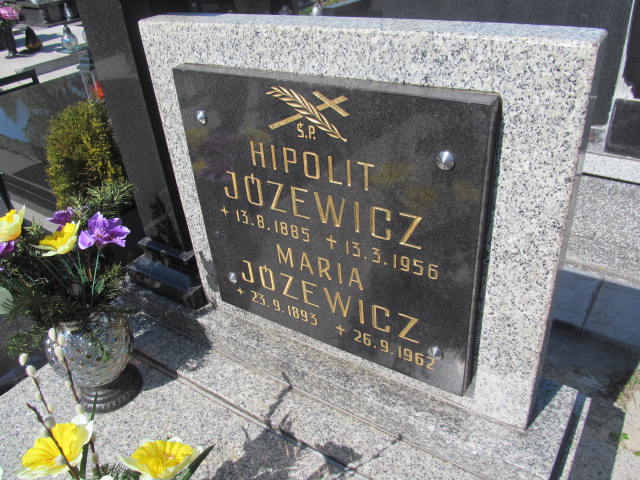 Ś.P.
HIPOLIT
JÓZEWICZ
+ 13.8.1885 + 13.3.1956
MARIA
JÓZEWICZ
+ 23.9.1893 + 26.9.1962